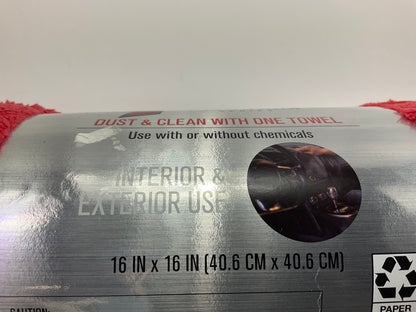 DUST & CLEAN WITH ONE TOWEL
Use with or without chemicals
INTERIOR &
EXTERIOR USE
16 IN x 16 IN (40.6 CM x 40.6 CM)
PAPER
CAUTION: